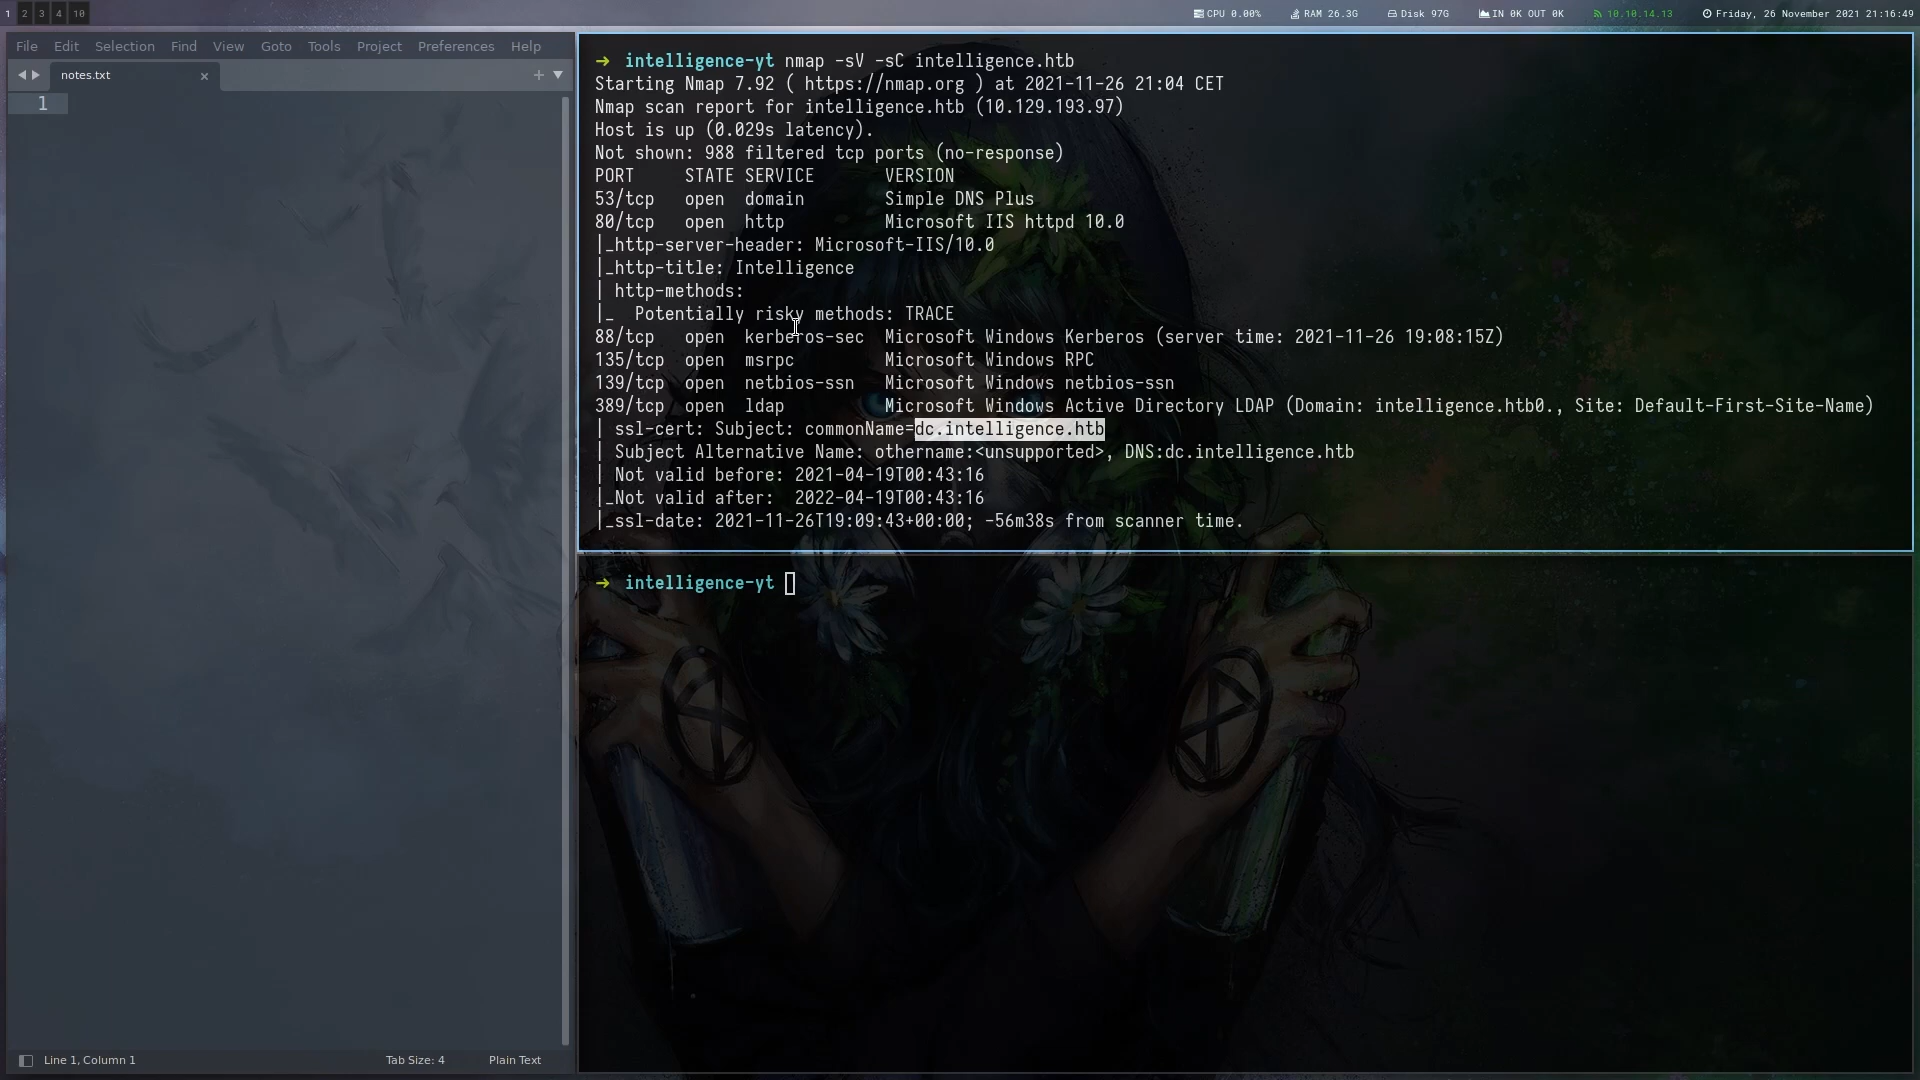 1 2 3 4 10 CPU 0.00% RAM 26.3G Disk 97G IN 0K OUT 0K 10.10.14.13 Friday, 26 November 2021 21:16:49
File Edit Selection Find View Goto Tools Project Preferences Help
notes.txt × +
1
Line 1, Column 1 Tab Size: 4 Plain Text
➜ intelligence-yt nmap -sV -sC intelligence.htb
Starting Nmap 7.92 ( https://nmap.org ) at 2021-11-26 21:04 CET
Nmap scan report for intelligence.htb (10.129.193.97)
Host is up (0.029s latency).
Not shown: 988 filtered tcp ports (no-response)
PORT STATE SERVICE VERSION
53/tcp open domain Simple DNS Plus
80/tcp open http Microsoft IIS httpd 10.0
|_http-server-header: Microsoft-IIS/10.0
|_http-title: Intelligence
| http-methods:
|_ Potentially risky methods: TRACE
88/tcp open kerberos-sec Microsoft Windows Kerberos (server time: 2021-11-26 19:08:15Z)
135/tcp open msrpc Microsoft Windows RPC
139/tcp open netbios-ssn Microsoft Windows netbios-ssn
389/tcp open ldap Microsoft Windows Active Directory LDAP (Domain: intelligence.htb0., Site: Default-First-Site-Name)
| ssl-cert: Subject: commonName=dc.intelligence.htb
| Subject Alternative Name: othername:<unsupported>, DNS:dc.intelligence.htb
| Not valid before: 2021-04-19T00:43:16
|_Not valid after: 2022-04-19T00:43:16
|_ssl-date: 2021-11-26T19:09:43+00:00; -56m38s from scanner time.
➜ intelligence-yt